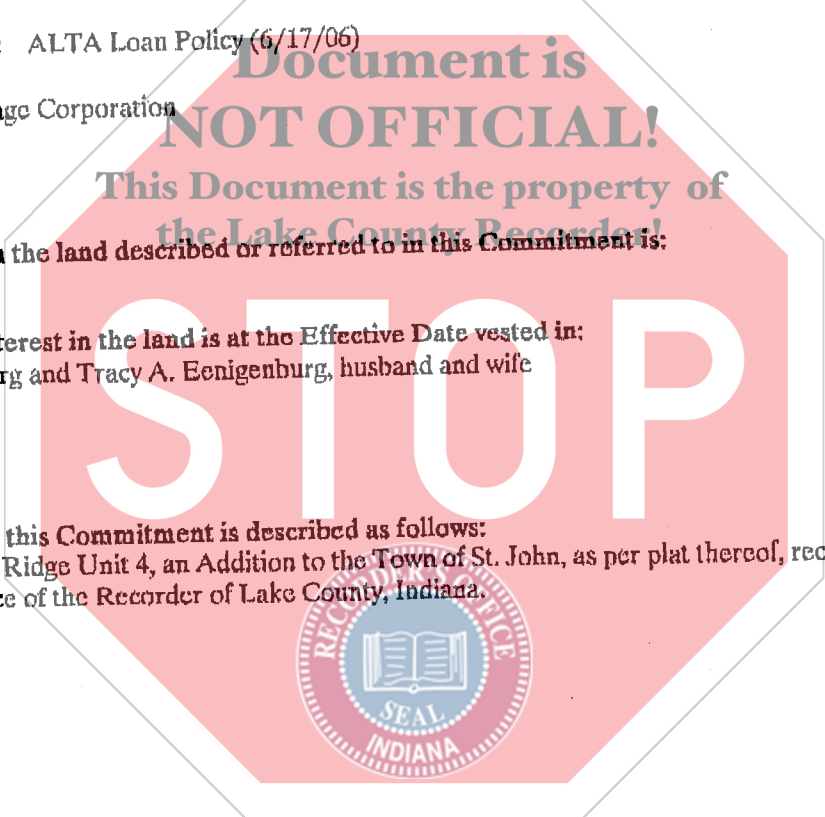 ALTA Loan Policy (6/17/06)
Document is
age Corporation
NOT OFFICIAL!
This Document is the property of
the Lake County Recorder!
the land described or referred to in this Commitment is:
terest in the land is at the Effective Date vested in:
rg and Tracy A. Eenigenburg, husband and wife
STOP
this Commitment is described as follows:
Ridge Unit 4, an Addition to the Town of St. John, as per plat thereof, rec
ce of the Recorder of Lake County, Indiana.
RECORDER'S OFFICE
SEAL
INDIANA